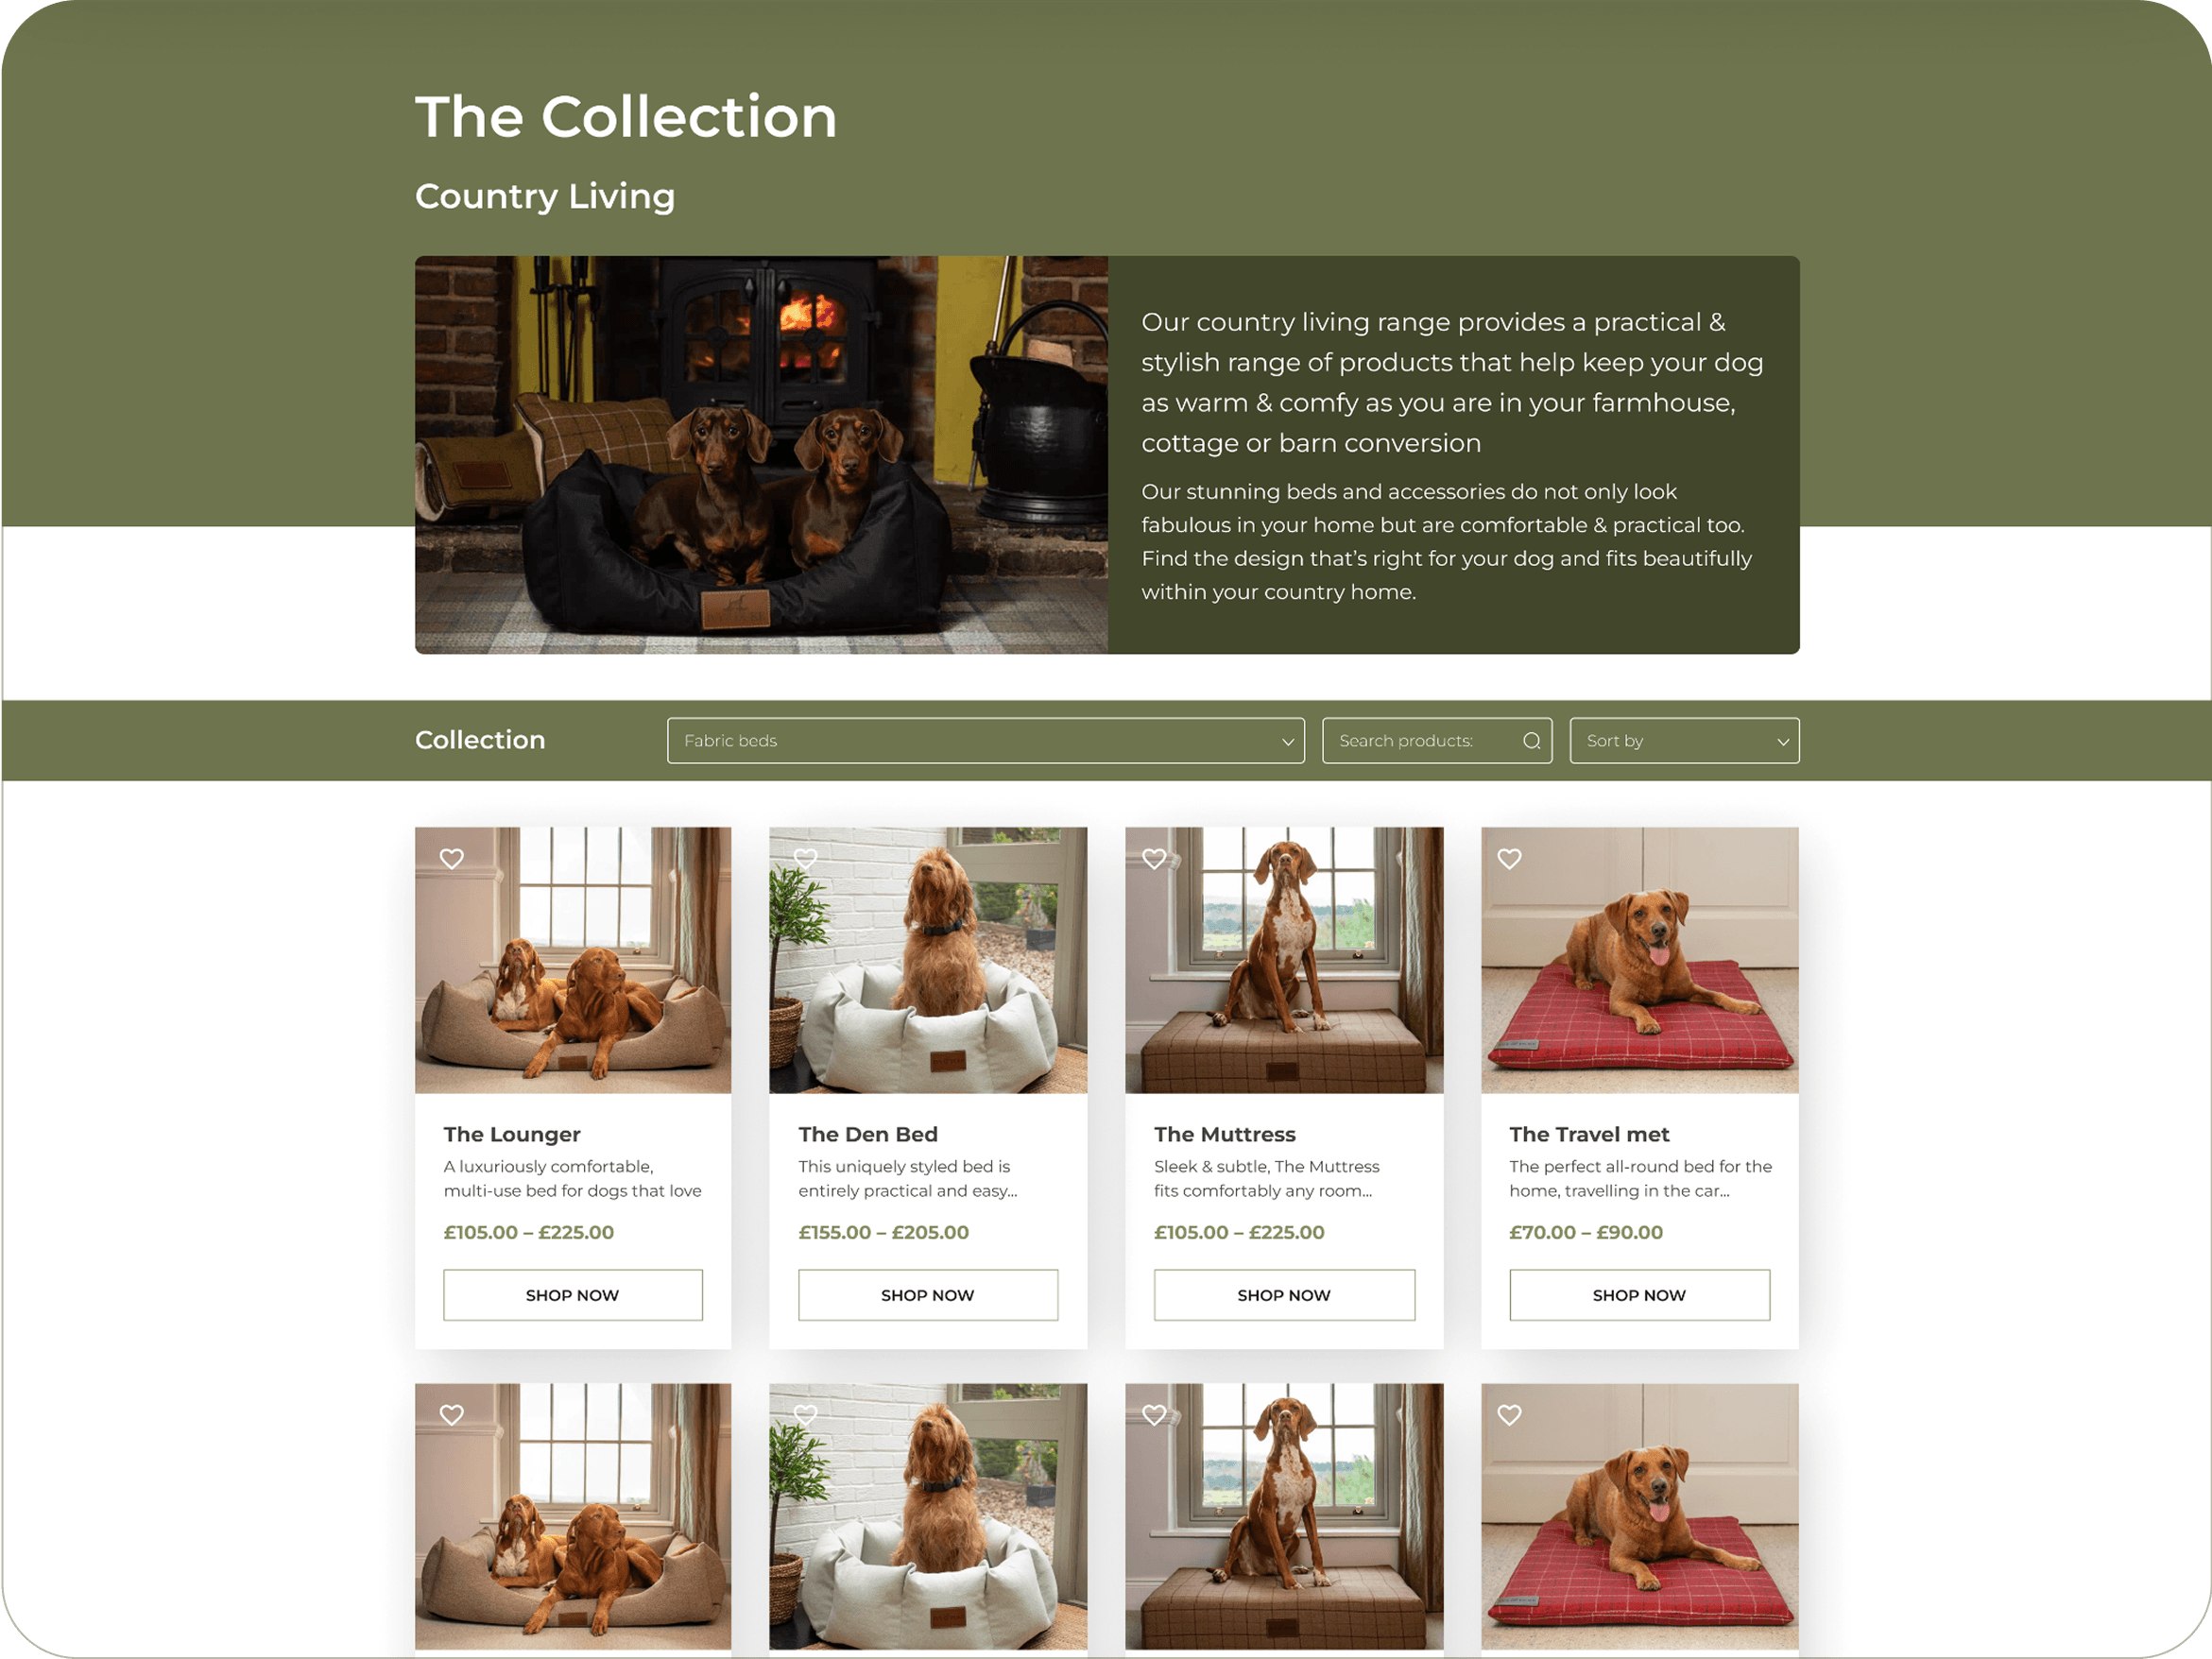 The Collection
Country Living
Our country living range provides a practical &
stylish range of products that help keep your dog
as warm & comfy as you are in your farmhouse,
cottage or barn conversion
Our stunning beds and accessories do not only look
fabulous in your home but are comfortable & practical too.
Find the design that’s right for your dog and fits beautifully
within your country home.
Collection
Fabric beds
Search products:
Sort by
The Lounger
A luxuriously comfortable,
multi-use bed for dogs that love
£105.00 – £225.00
SHOP NOW
The Den Bed
This uniquely styled bed is
entirely practical and easy...
£155.00 – £205.00
SHOP NOW
The Muttress
Sleek & subtle, The Muttress
fits comfortably any room...
£105.00 – £225.00
SHOP NOW
The Travel met
The perfect all-round bed for the
home, travelling in the car...
£70.00 – £90.00
SHOP NOW